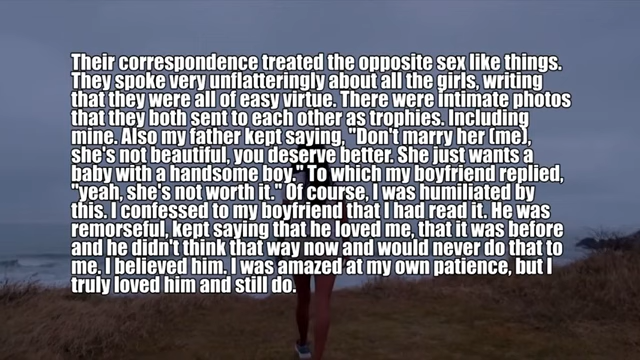 Their correspondence treated the opposite sex like things.
They spoke very unflatteringly about all the girls, writing
that they were all of easy virtue. There were intimate photos
that they both sent to each other as trophies. Including
mine. Also my father kept saying, "Don't marry her (me),
she's not beautiful, you deserve better. She just wants a
baby with a handsome boy." To which my boyfriend replied,
"yeah, she's not worth it." Of course, I was humiliated by
this. I confessed to my boyfriend that I had read it. He was
remorseful, kept saying that he loved me, that it was before
and he didn't think that way now and would never do that to
me. I believed him. I was amazed at my own patience, but I
truly loved him and still do.